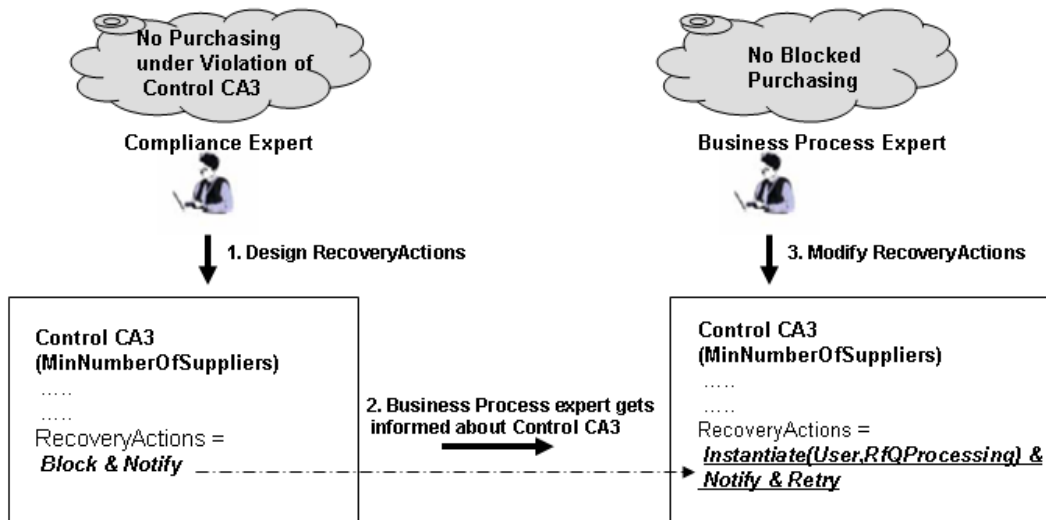 No Purchasing
under Violation of
Control CA3
Compliance Expert
1. Design RecoveryActions
Control CA3
(MinNumberOfSuppliers)
.....
.....
RecoveryActions =
Block & Notify
2. Business Process expert gets
informed about Control CA3
No Blocked
Purchasing
Business Process Expert
3. Modify RecoveryActions
Control CA3
(MinNumberOfSuppliers)
.....
.....
RecoveryActions =
Instantiate(User,RfQProcessing) &
Notify & Retry